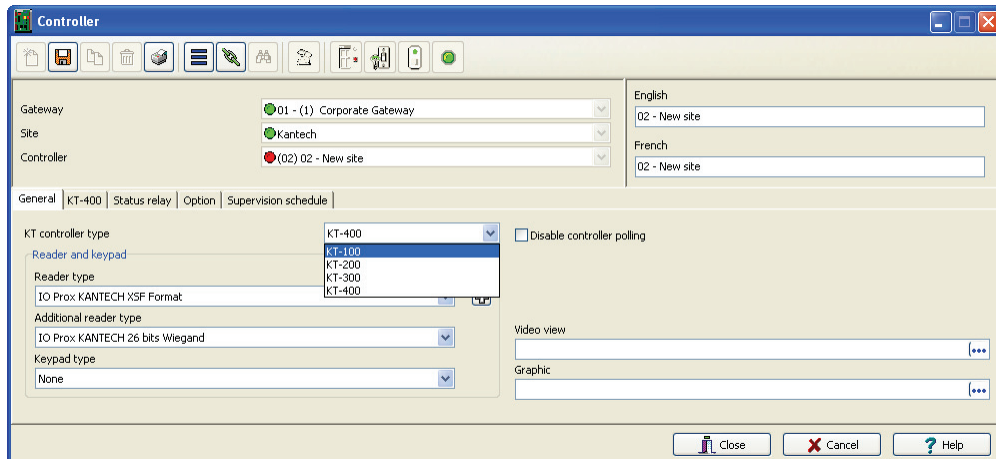 Controller
Gateway
01 - (1) Corporate Gateway
Site
Kantech
Controller
(02) 02 - New site
English
02 - New site
French
02 - New site
General KT-400 Status relay Option Supervision schedule
KT controller type
KT-400
Disable controller polling
KT-100
KT-200
KT-300
KT-400
Reader and keypad
Reader type
IO Prox KANTECH XSF Format
Additional reader type
IO Prox KANTECH 26 bits Wiegand
Keypad type
None
Video view
Graphic
Close Cancel Help